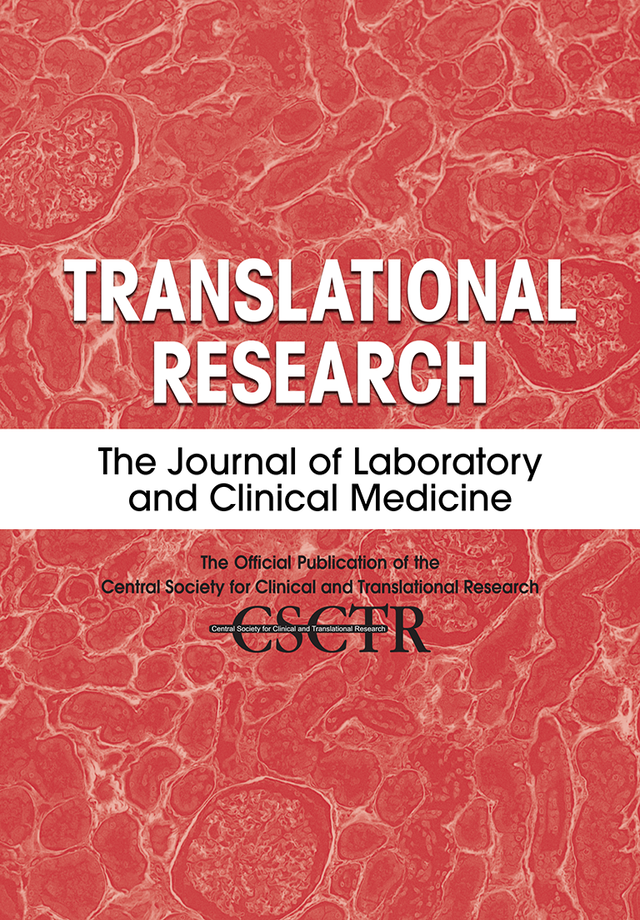 TRANSLATIONAL
RESEARCH
The Journal of Laboratory
and Clinical Medicine
The Official Publication of the
Central Society for Clinical and Translational Research
CSCTR
Central Society for Clinical and Translational Research